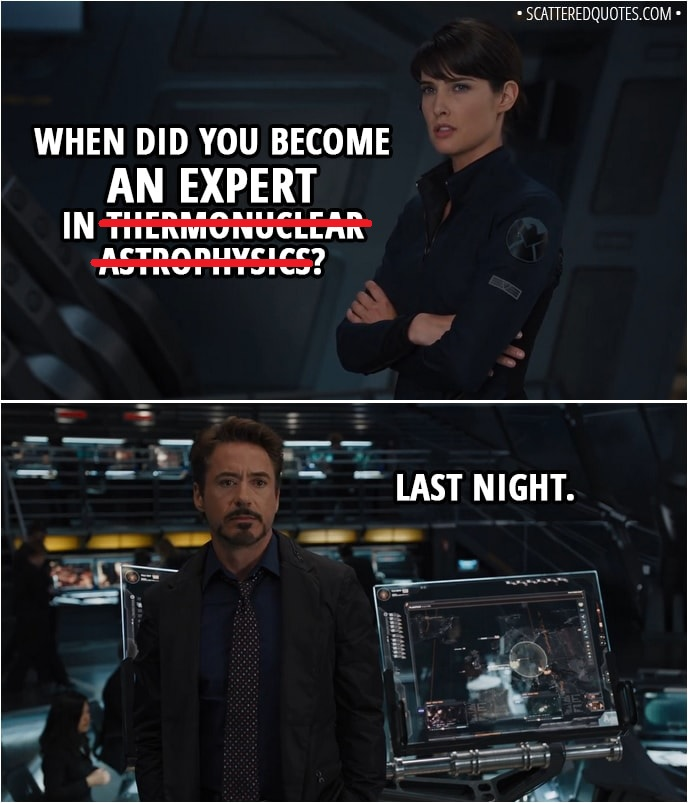 • SCATTEREDQUOTES.COM •
WHEN DID YOU BECOME
AN EXPERT
IN THERMONUCLEAR
ASTROPHYSICS?
LAST NIGHT.